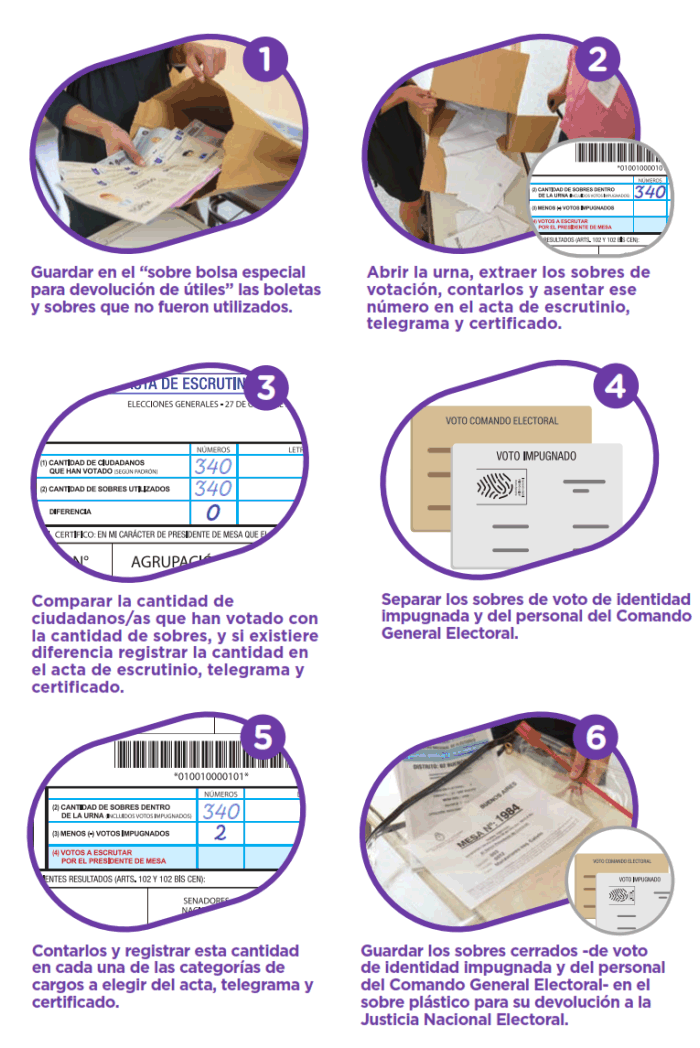 1
Guardar en el “sobre bolsa especial
para devolución de útiles” las boletas
y sobres que no fueron utilizados.
2
*01001000010
NÚMEROS
(2) CANTIDAD DE SOBRES DENTRO
DE LA URNA (INCLUIDOS VOTOS IMPUGNADOS)
340
(3) MENOS (-) VOTOS IMPUGNADOS
VOTOS A ESCRUTAR
POR EL PRESIDENTE DE MESA
RESULTADOS (ARTS. 102 Y 102 BIS CEN):
Abrir la urna, extraer los sobres de
votación, contarlos y asentar ese
número en el acta de escrutinio,
telegrama y certificado.
3
ACTA DE ESCRUTIN
ELECCIONES GENERALES • 27 DE
NÚMEROS LETR
(1) CANTIDAD DE CIUDADANOS
QUE HAN VOTADO (SEGÚN PADRÓN) 340
(2) CANTIDAD DE SOBRES UTILIZADOS 340
DIFERENCIA 0
CERTIFICO: EN MI CARÁCTER DE PRESIDENTE DE MESA QUE
N° AGRUPACIÓ
Comparar la cantidad de
ciudadanos/as que han votado con
la cantidad de sobres, y si existiere
diferencia registrar la cantidad en
el acta de escrutinio, telegrama y
certificado.
4
VOTO COMANDO ELECTORAL
VOTO IMPUGNADO
Separar los sobres de voto de identidad
impugnada y del personal del Comando
General Electoral.
5
*010010000101*
NÚMEROS
(2) CANTIDAD DE SOBRES DENTRO
DE LA URNA (INCLUIDOS VOTOS IMPUGNADOS) 340
(3) MENOS (-) VOTOS IMPUGNADOS 2
(4) VOTOS A ESCRUTAR
POR EL PRESIDENTE DE MESA
ENTES RESULTADOS (ARTS. 102 Y 102 BIS CEN):
SENADORES
Contarlos y registrar esta cantidad
en cada una de las categorías de
cargos a elegir del acta, telegrama y
certificado.
6
BUENOS AIRES
MESA N°: 1984
VOTO COMANDO ELECTORAL
VOTO IMPUGNADO
Guardar los sobres cerrados -de voto
de identidad impugnada y del personal
del Comando General Electoral- en el
sobre plástico para su devolución a la
Justicia Nacional Electoral.